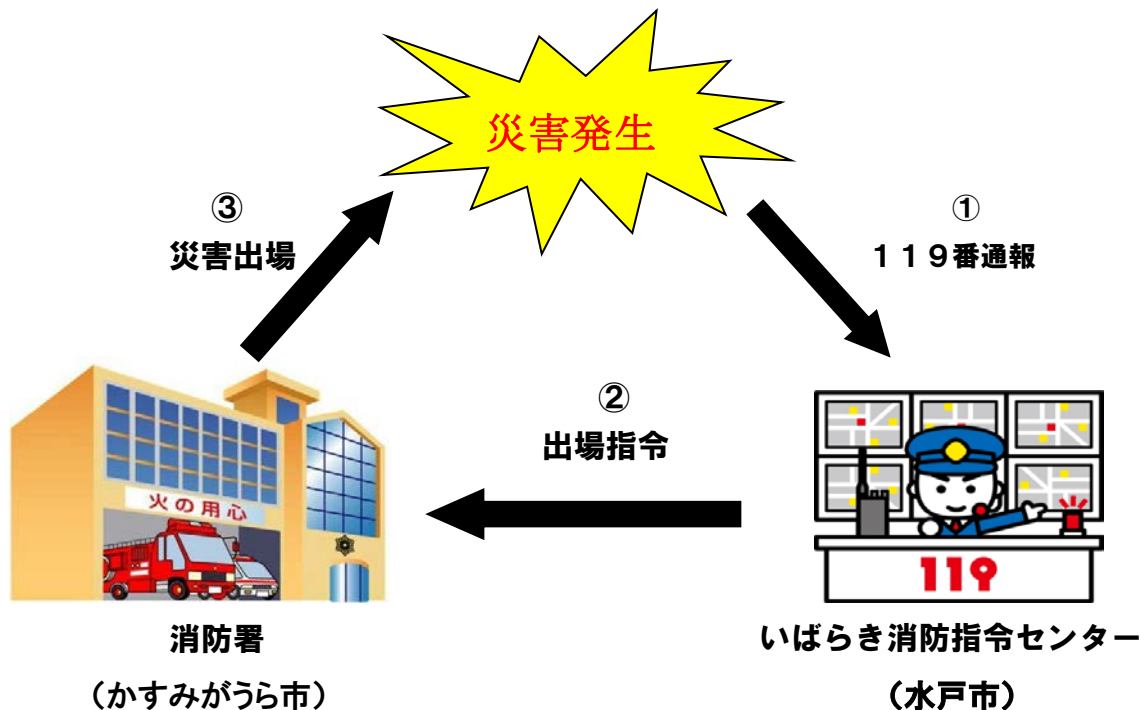 災害発生
①
119番通報
②
出場指令
③
災害出場
火の用心
消防署
（かすみがうら市）
119
いばらき消防指令センター
（水戸市）